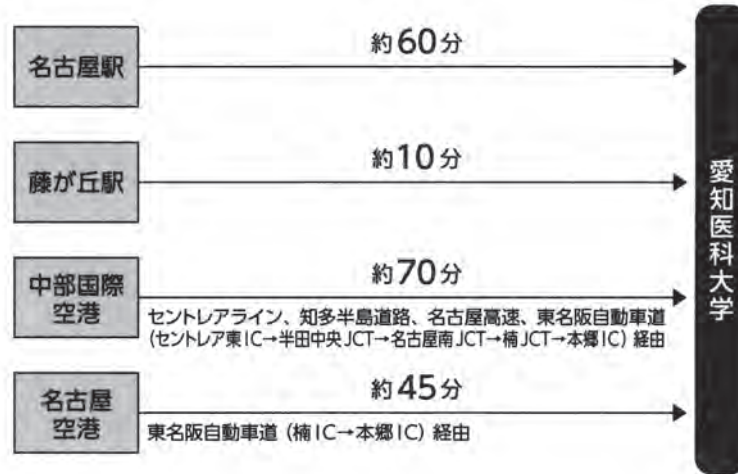 名古屋駅
約60分
藤が丘駅
約10分
中部国際
空港
約70分
セントレアライン、知多半島道路、名古屋高速、東名阪自動車道
(セントレア東IC→半田中央JCT→名古屋南JCT→楠JCT→本郷IC) 経由
名古屋
空港
約45分
東名阪自動車道 (楠IC→本郷IC) 経由
愛知医科大学